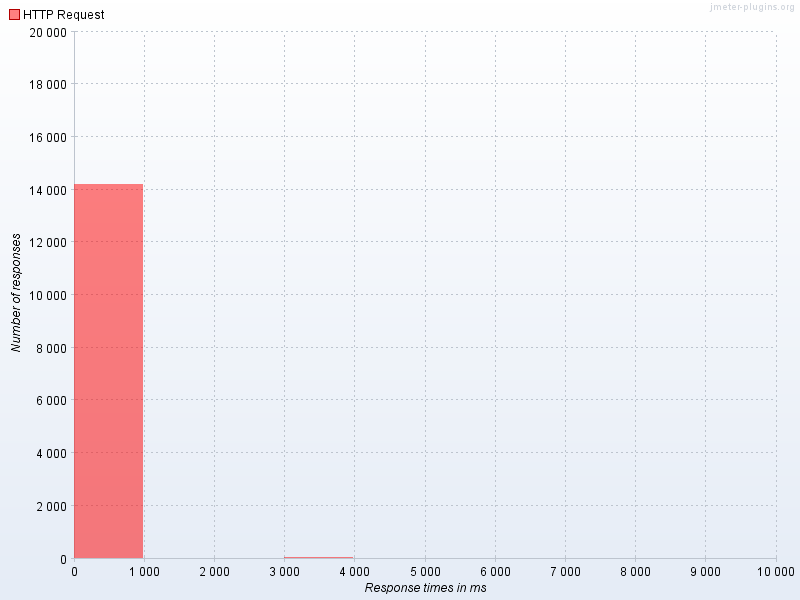 jmeter-plugins.org
HTTP Request
20 000
18 000
16 000
14 000
12 000
10 000
8 000
6 000
4 000
2 000
0
Number of responses
0 1 000 2 000 3 000 4 000 5 000 6 000 7 000 8 000 9 000 10 000
Response times in ms